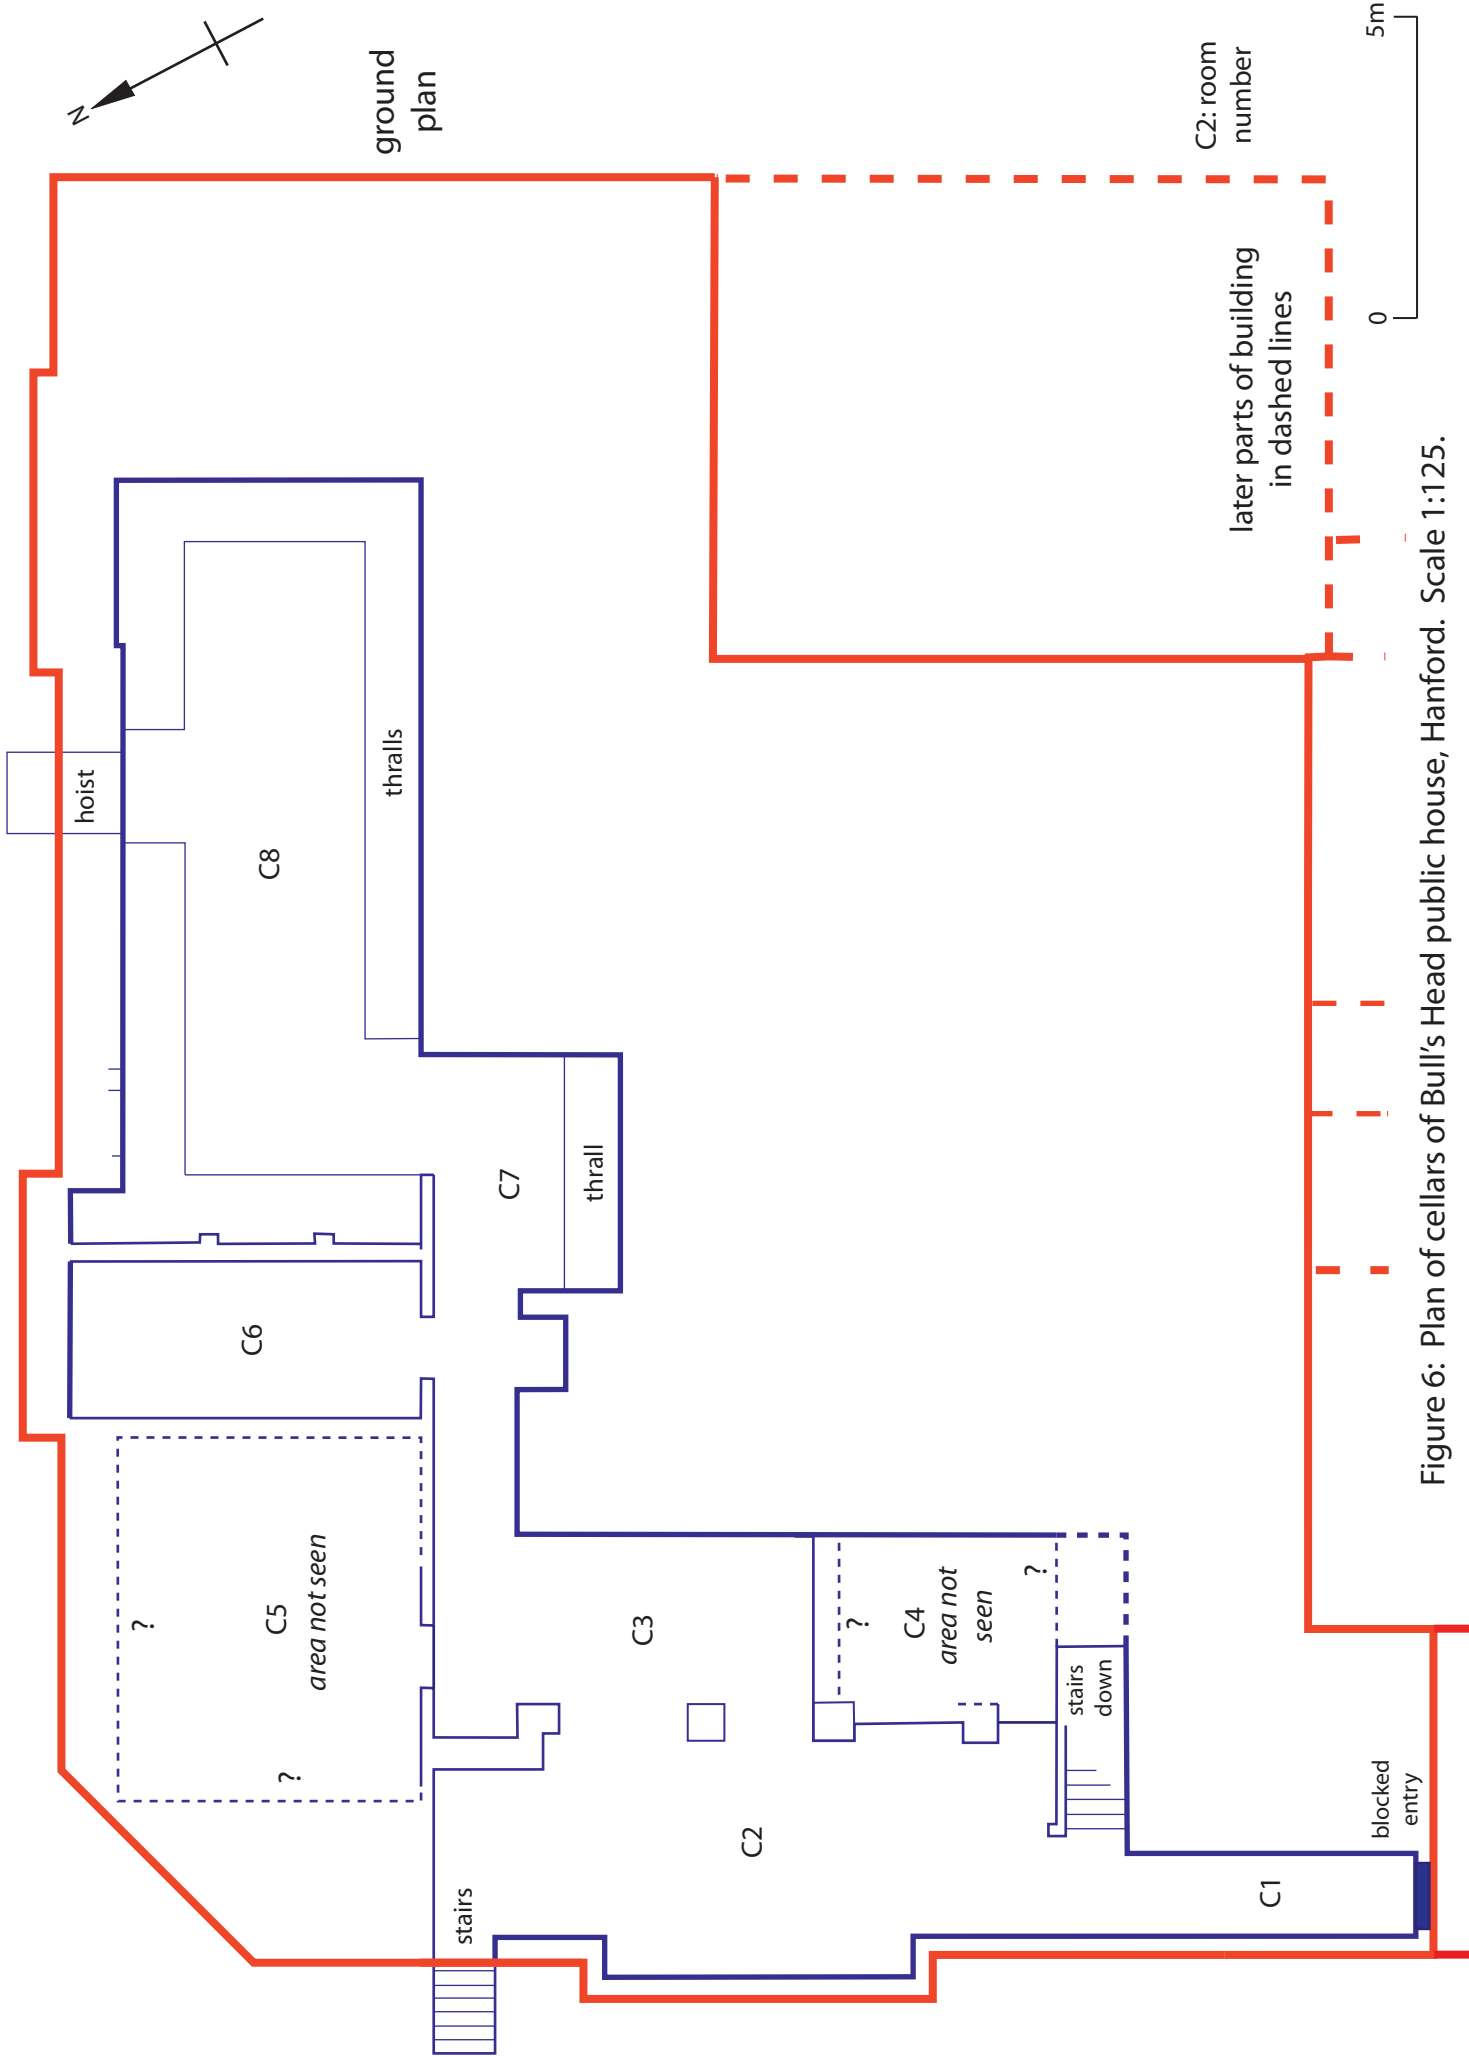 N
ground
plan
hoist
C8
thralls
C7
thrall
C6
?
C5
area not seen
?
C3
?
C4
area not
seen
?
stairs
down
C2
stairs
C1
blocked
entry
C2: room
number
later parts of building
in dashed lines
0
5m
Figure 6: Plan of cellars of Bull's Head public house, Hanford. Scale 1:125.